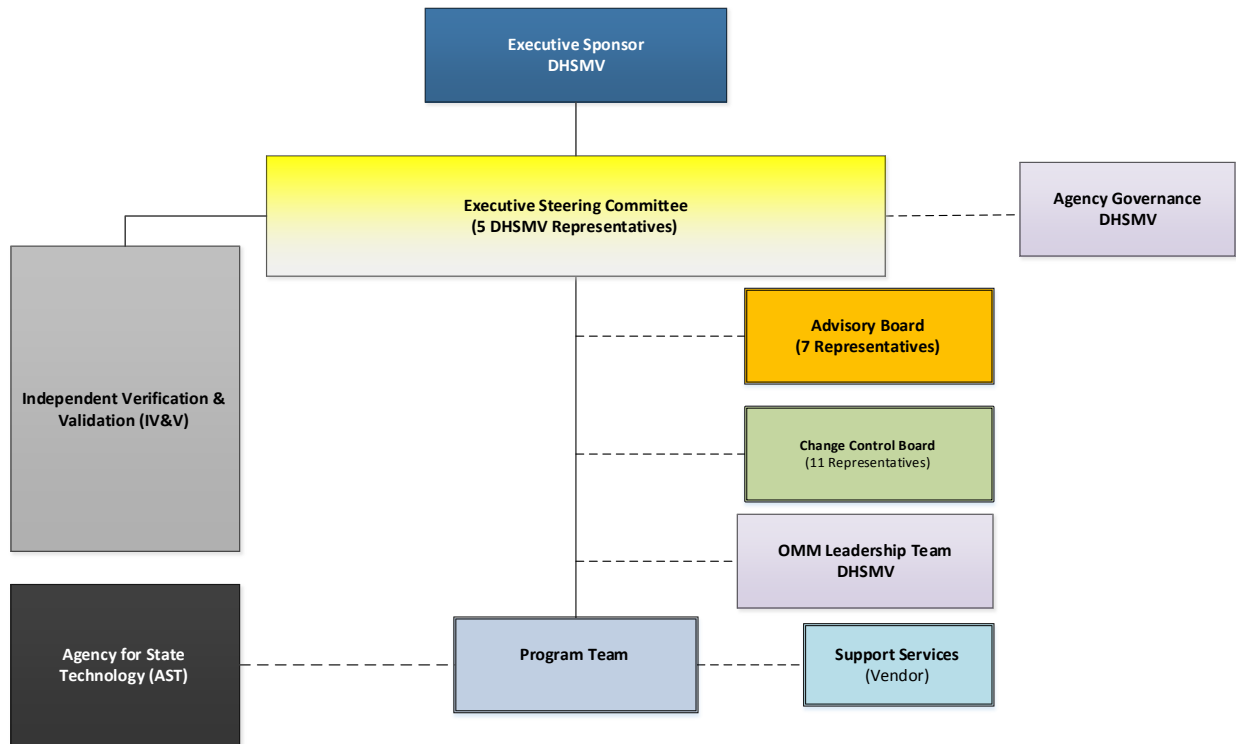 Executive Sponsor
DHSMV
Executive Steering Committee
(5 DHSMV Representatives)
Agency Governance
DHSMV
Advisory Board
(7 Representatives)
Independent Verification &
Validation (IV&V)
Change Control Board
(11 Representatives)
OMM Leadership Team
DHSMV
Agency for State
Technology (AST)
Program Team
Support Services
(Vendor)